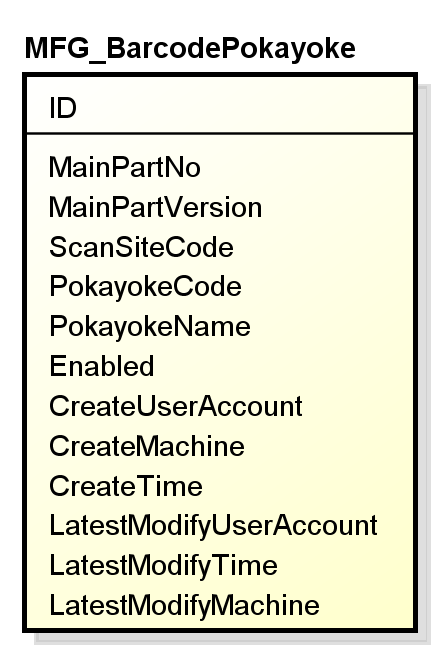 MFG_BarcodePokayoke
ID
MainPartNo
MainPartVersion
ScanSiteCode
PokayokeCode
PokayokeName
Enabled
CreateUserAccount
CreateMachine
CreateTime
LatestModifyUserAccount
LatestModifyTime
LatestModifyMachine